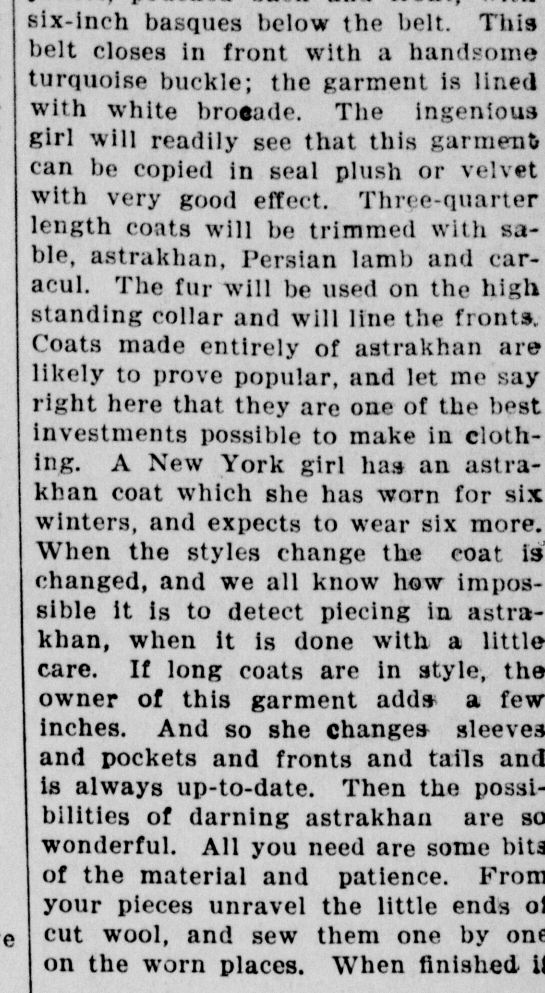 six-inch basques below the belt. This
belt closes in front with a handsome
turquoise buckle; the garment is lined
with white brocade. The ingenious
girl will readily see that this garment
can be copied in seal plush or velvet
with very good effect. Three-quarter
length coats will be trimmed with sa-
ble, astrakhan, Persian lamb and car-
acul. The fur will be used on the high
standing collar and will line the fronts.
Coats made entirely of astrakhan are
likely to prove popular, and let me say
right here that they are one of the best
investments possible to make in cloth-
ing. A New York girl has an astra-
khan coat which she has worn for six
winters, and expects to wear six more.
When the styles change the coat is
changed, and we all know how impos-
sible it is to detect piecing in astra-
khan, when it is done with a little
care. If long coats are in style, the
owner of this garment adds a few
inches. And so she changes sleeves
and pockets and fronts and tails and
is always up-to-date. Then the possi-
bilities of darning astrakhan are so
wonderful. All you need are some bits
of the material and patience. From
your pieces unravel the little ends of
cut wool, and sew them one by one
on the worn places. When finished